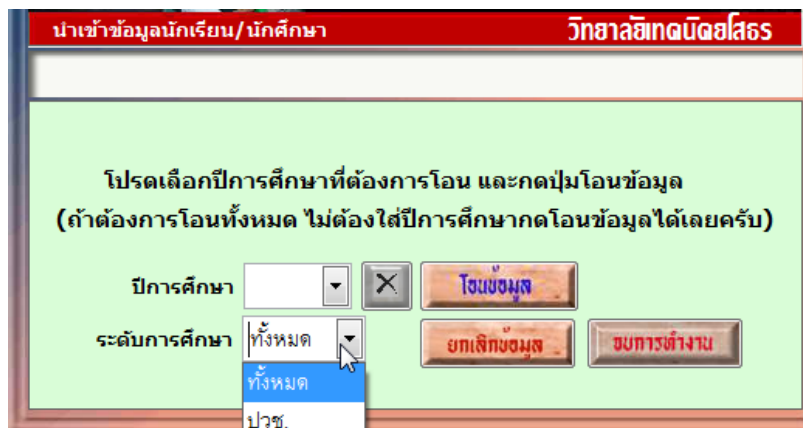 นำเข้าข้อมูลนักเรียน/นักศึกษา วิทยาลัยเทคนิคยโสธร
โปรดเลือกปีการศึกษาที่ต้องการโอน และกดปุ่มโอนข้อมูล
(ถ้าต้องการโอนทั้งหมด ไม่ต้องใส่ปีการศึกษากดโอนข้อมูลได้เลยครับ)
ปีการศึกษา โอนข้อมูล
ระดับการศึกษา ทั้งหมด ยกเลิกข้อมูล จบการทำงาน
ทั้งหมด
ปวช.